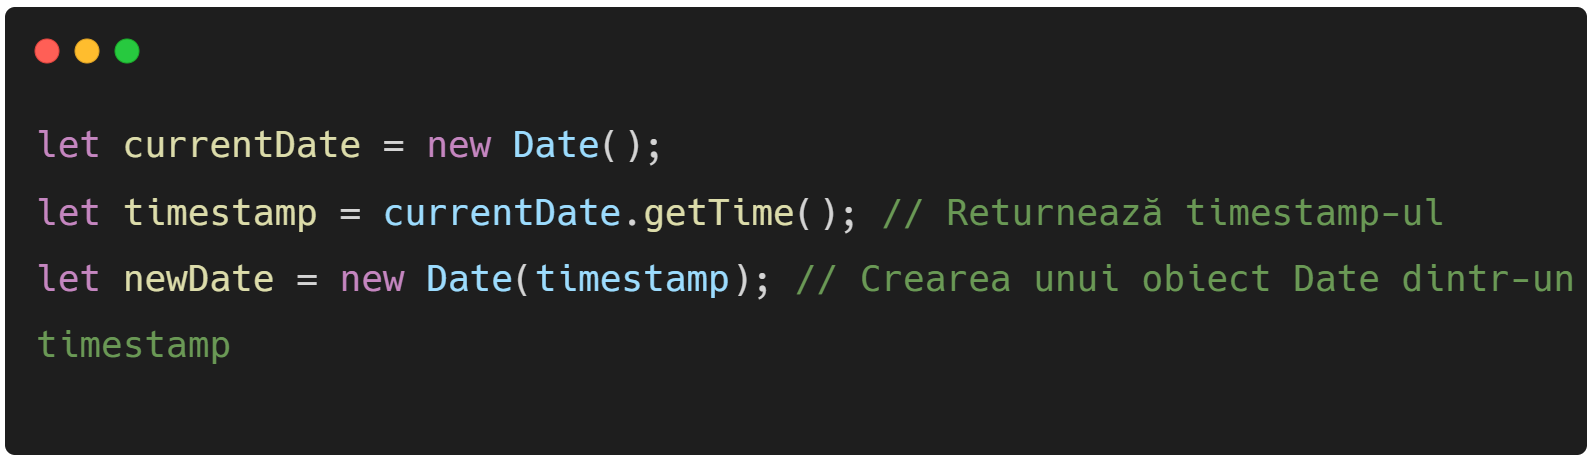 let currentDate = new Date();
let timestamp = currentDate.getTime(); // Returnează timestamp-ul
let newDate = new Date(timestamp); // Crearea unui obiect Date dintr-un
timestamp